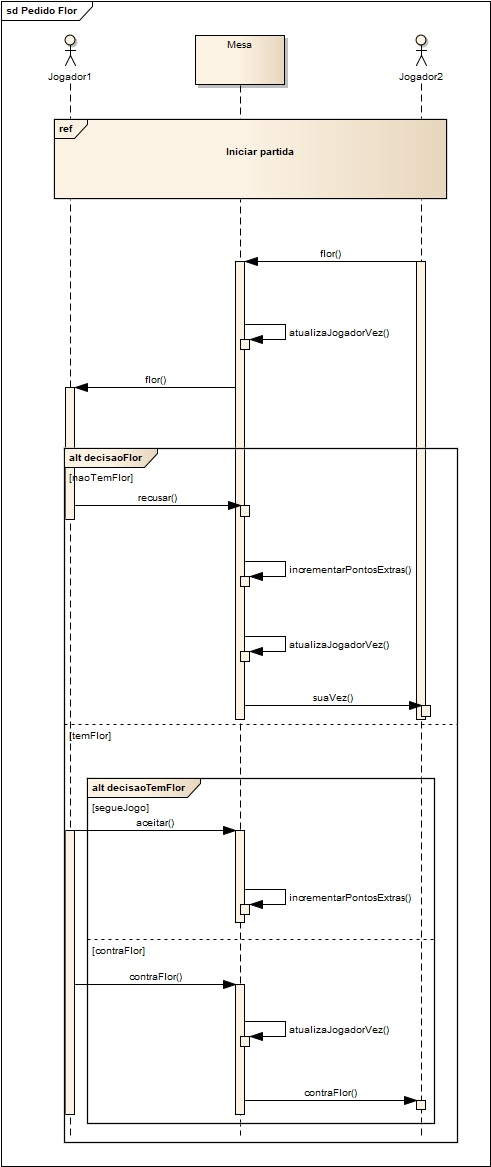 sd Pedido Flor
Jogador1
Mesa
Jogador2
ref
Iniciar partida
flor()
atualizaJogadorVez()
flor()
alt decisaoFlor
[naoTemFlor]
recusar()
incrementarPontosExtras()
atualizaJogadorVez()
suaVez()
[temFlor]
alt decisaoTemFlor
[segueJogo]
aceitar()
incrementarPontosExtras()
[contraFlor]
contraFlor()
atualizaJogadorVez()
contraFlor()